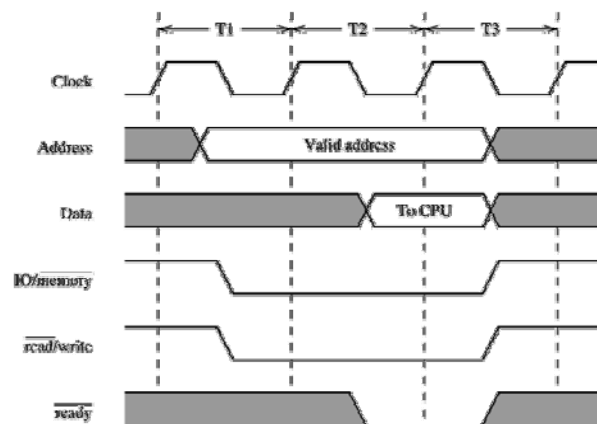 T1 T2 T3
Clock
Address Valid address
Data To CPU
IO/memory
read/write
ready